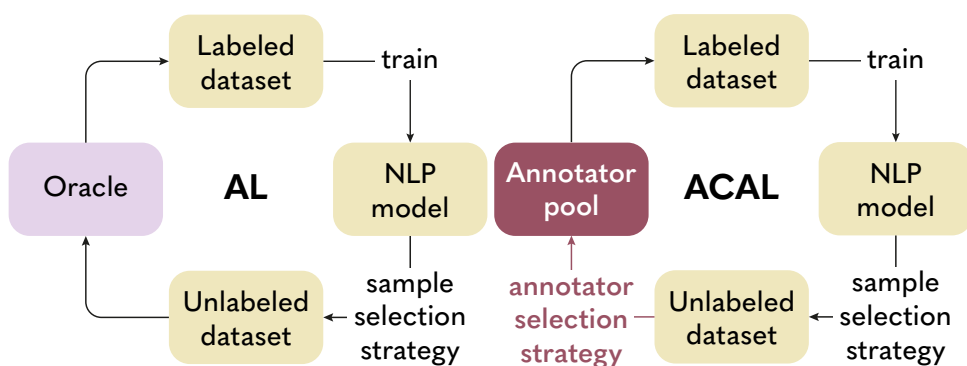 Labeled
dataset
train
Oracle
AL
NLP
model
sample
selection
strategy
Unlabeled
dataset
Labeled
dataset
train
Annotator
pool
ACAL
NLP
model
sample
selection
strategy
Unlabeled
dataset
annotator
selection
strategy